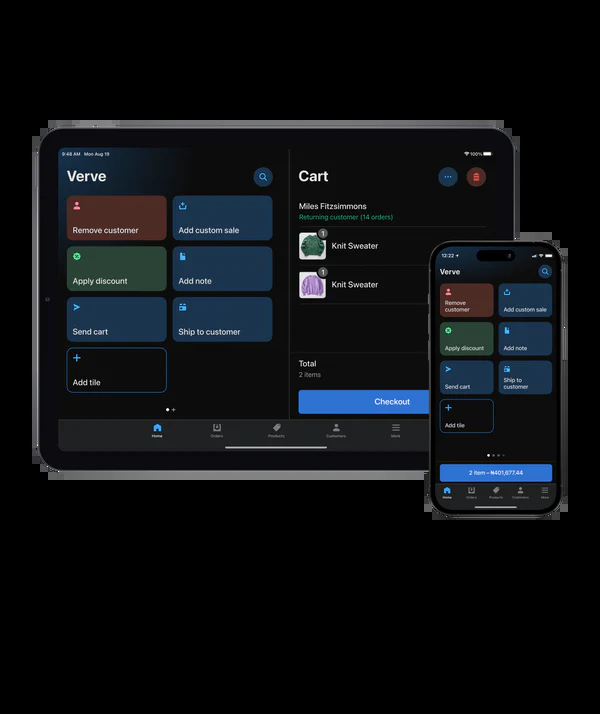 9:48 AM Mon Aug 19
100%
Verve
Remove customer
Add custom sale
Apply discount
Add note
Send cart
Ship to customer
Add tile
Cart
Miles Fitzsimmons
Returning customer (14 orders)
1
Knit Sweater
1
Knit Sweater
Total
2 items
Checkout
Home
Orders
Products
Customers
More
12:22
Verve
Remove
customer
Add custom sale
Apply discount
Add note
Send cart
Ship to
customer
Add tile
2 item – ₦401,677.44
Home
Orders
Products
Customers
More